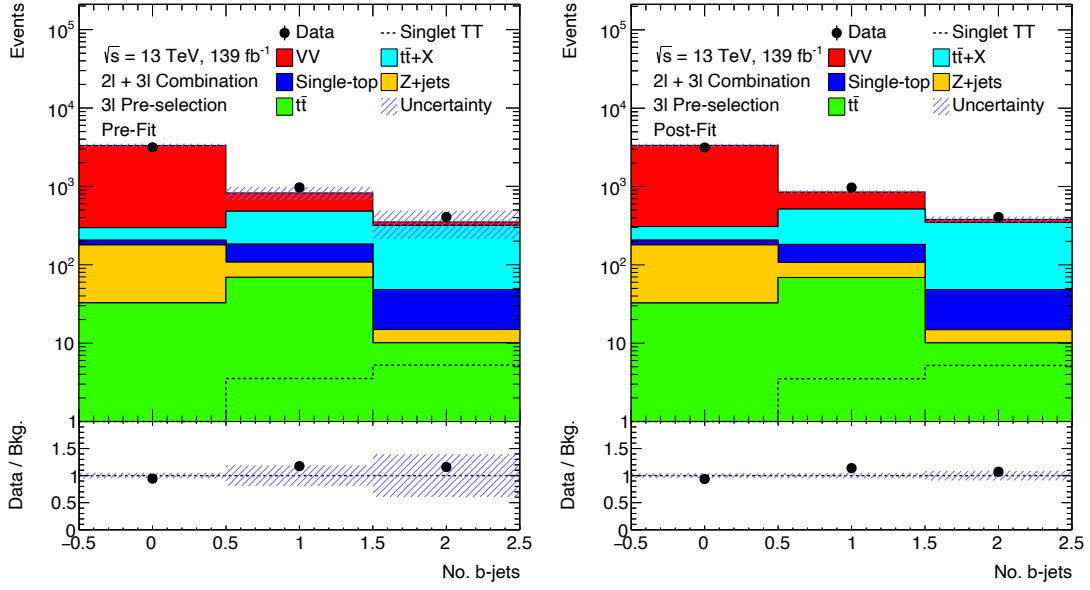 Events
10⁵
10⁴
10³
10²
10
1
Data
Singlet TT
√s = 13 TeV, 139 fb⁻¹
VV
tt̄+X
2l + 3l Combination
Single-top
Z+jets
3l Pre-selection
tt̄
Uncertainty
Pre-Fit
Data / Bkg.
1.5
1
0.5
0
−0.5 0 0.5 1 1.5 2 2.5
No. b-jets
Events
10⁵
10⁴
10³
10²
10
1
Data
Singlet TT
√s = 13 TeV, 139 fb⁻¹
VV
tt̄+X
2l + 3l Combination
Single-top
Z+jets
3l Pre-selection
tt̄
Uncertainty
Post-Fit
Data / Bkg.
1.5
1
0.5
0
−0.5 0 0.5 1 1.5 2 2.5
No. b-jets